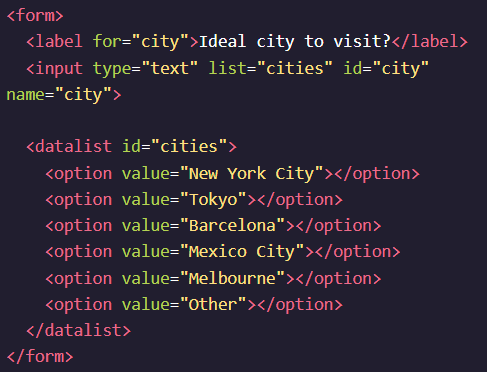 <form>
  <label for="city">Ideal city to visit?</label>
  <input type="text" list="cities" id="city"
name="city">

  <datalist id="cities">
    <option value="New York City"></option>
    <option value="Tokyo"></option>
    <option value="Barcelona"></option>
    <option value="Mexico City"></option>
    <option value="Melbourne"></option>
    <option value="Other"></option>
  </datalist>
</form>